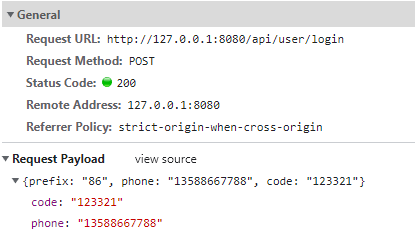 General
Request URL: http://127.0.0.1:8080/api/user/login
Request Method: POST
Status Code: 200
Remote Address: 127.0.0.1:8080
Referrer Policy: strict-origin-when-cross-origin
Request Payload view source
{prefix: "86", phone: "13588667788", code: "123321"}
code: "123321"
phone: "13588667788"